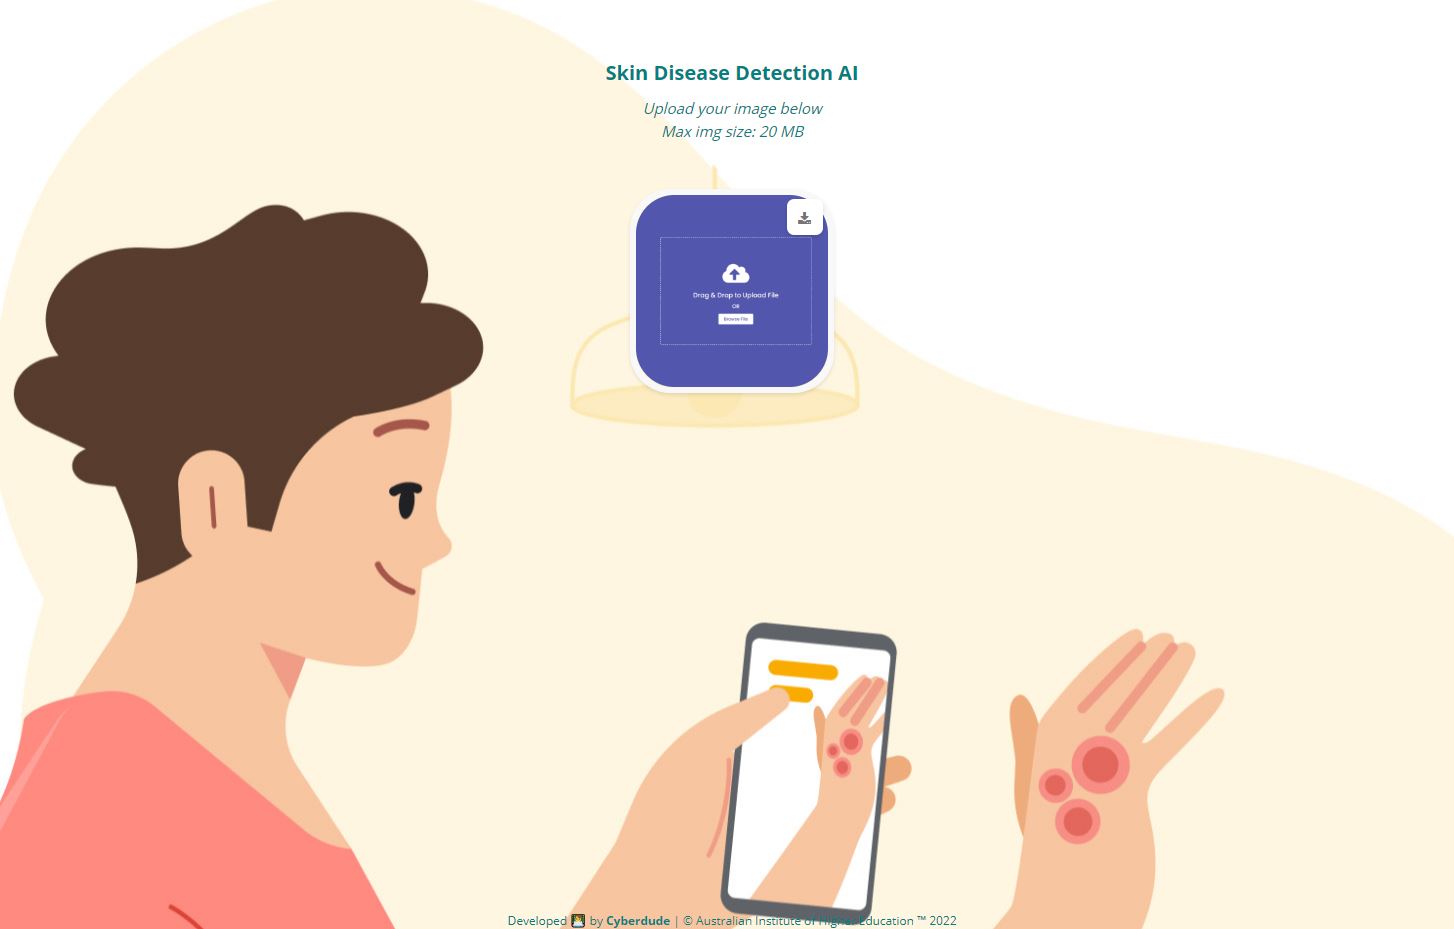 Skin Disease Detection AI
Upload your image below
Max img size: 20 MB
Drag & Drop to Upload File
OR
Browse File
Developed 👨‍💻 by Cyberdude | © Australian Institute of Higher Education ™ 2022